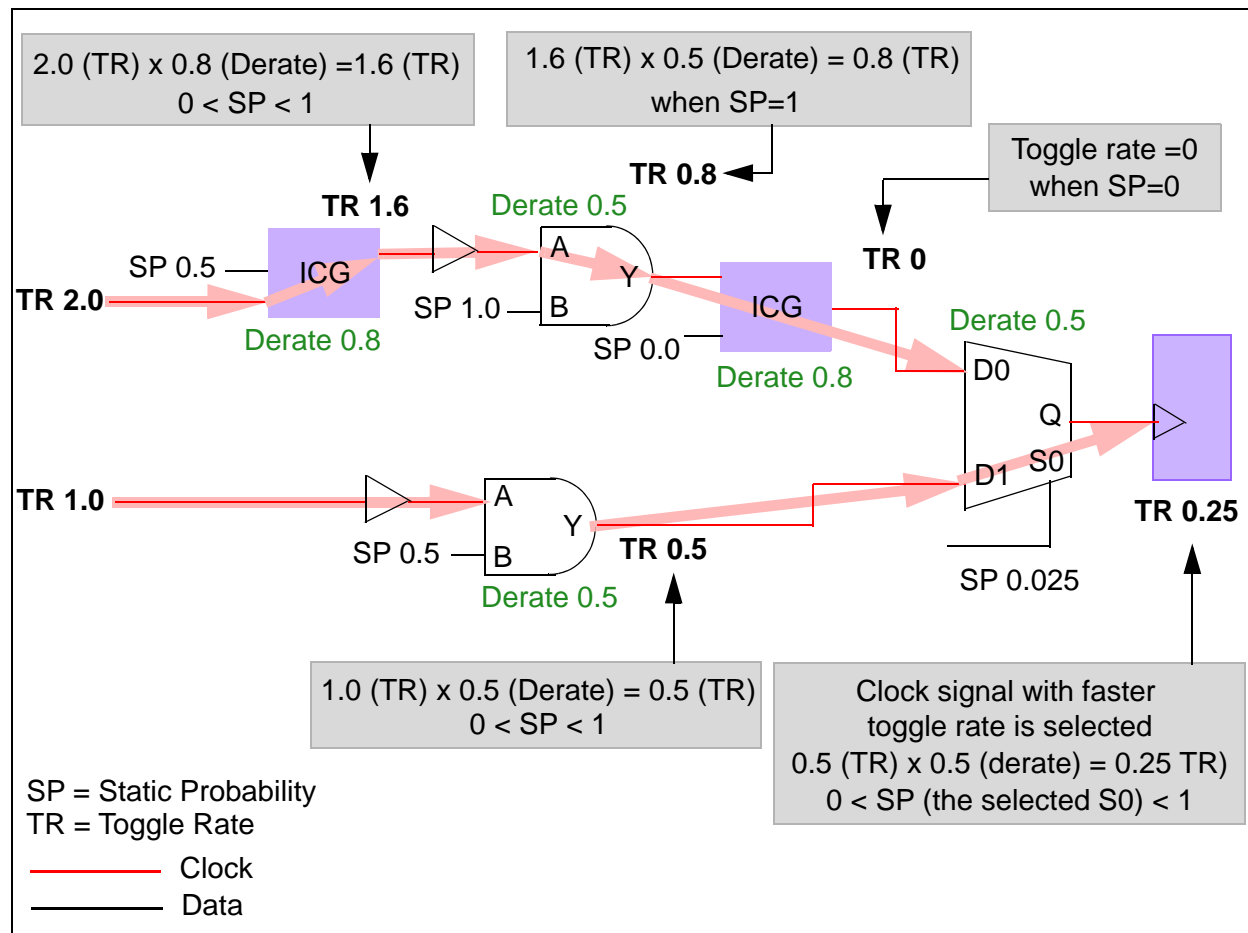 2.0 (TR) x 0.8 (Derate) =1.6 (TR)
0 < SP < 1
1.6 (TR) x 0.5 (Derate) = 0.8 (TR)
when SP=1
Toggle rate =0
when SP=0
TR 0.8
TR 1.6
Derate 0.5
TR 0
SP 0.5
ICG
A
Y
B
TR 2.0
SP 1.0
ICG
Derate 0.8
SP 0.0
Derate 0.8
Derate 0.5
D0
Q
S0
D1
TR 1.0
A
Y
B
SP 0.5
TR 0.5
TR 0.25
Derate 0.5
SP 0.025
1.0 (TR) x 0.5 (Derate) = 0.5 (TR)
0 < SP < 1
Clock signal with faster
toggle rate is selected
0.5 (TR) x 0.5 (derate = 0.25 TR)
0 < SP (the selected S0) < 1
SP = Static Probability
TR = Toggle Rate
Clock
Data